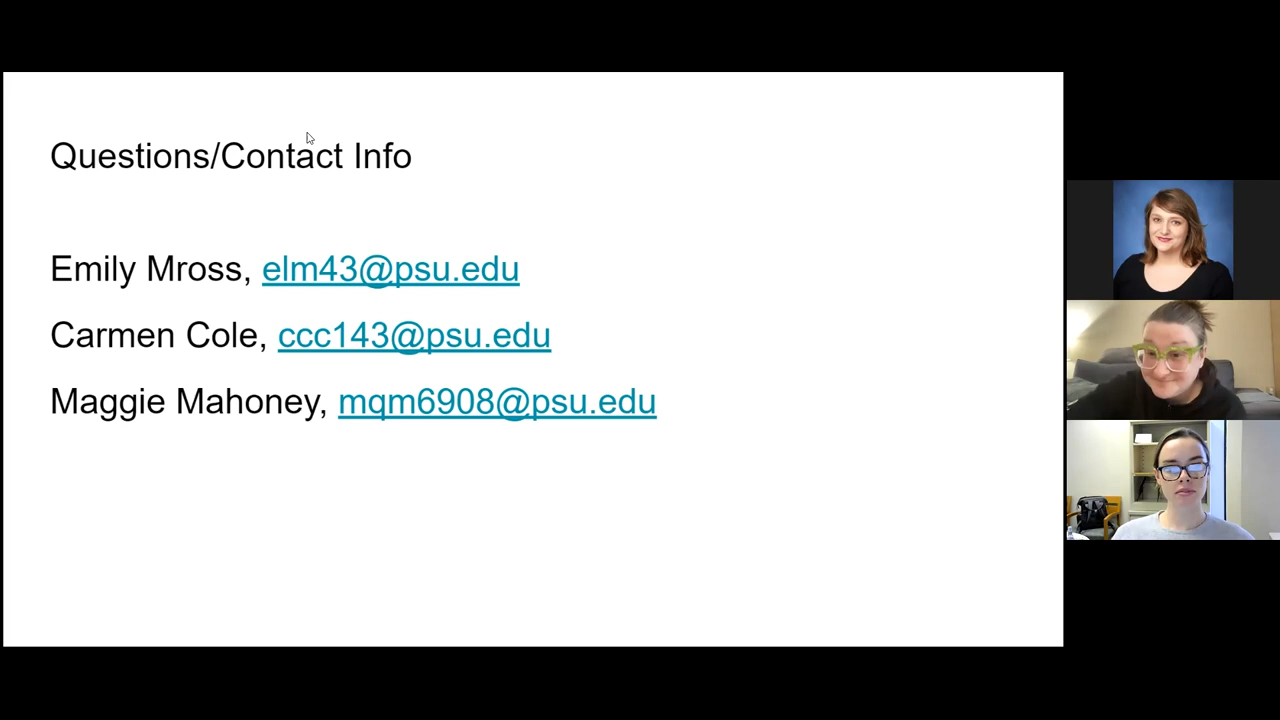 Questions/Contact Info
Emily Mross, elm43@psu.edu
Carmen Cole, ccc143@psu.edu
Maggie Mahoney, mqm6908@psu.edu